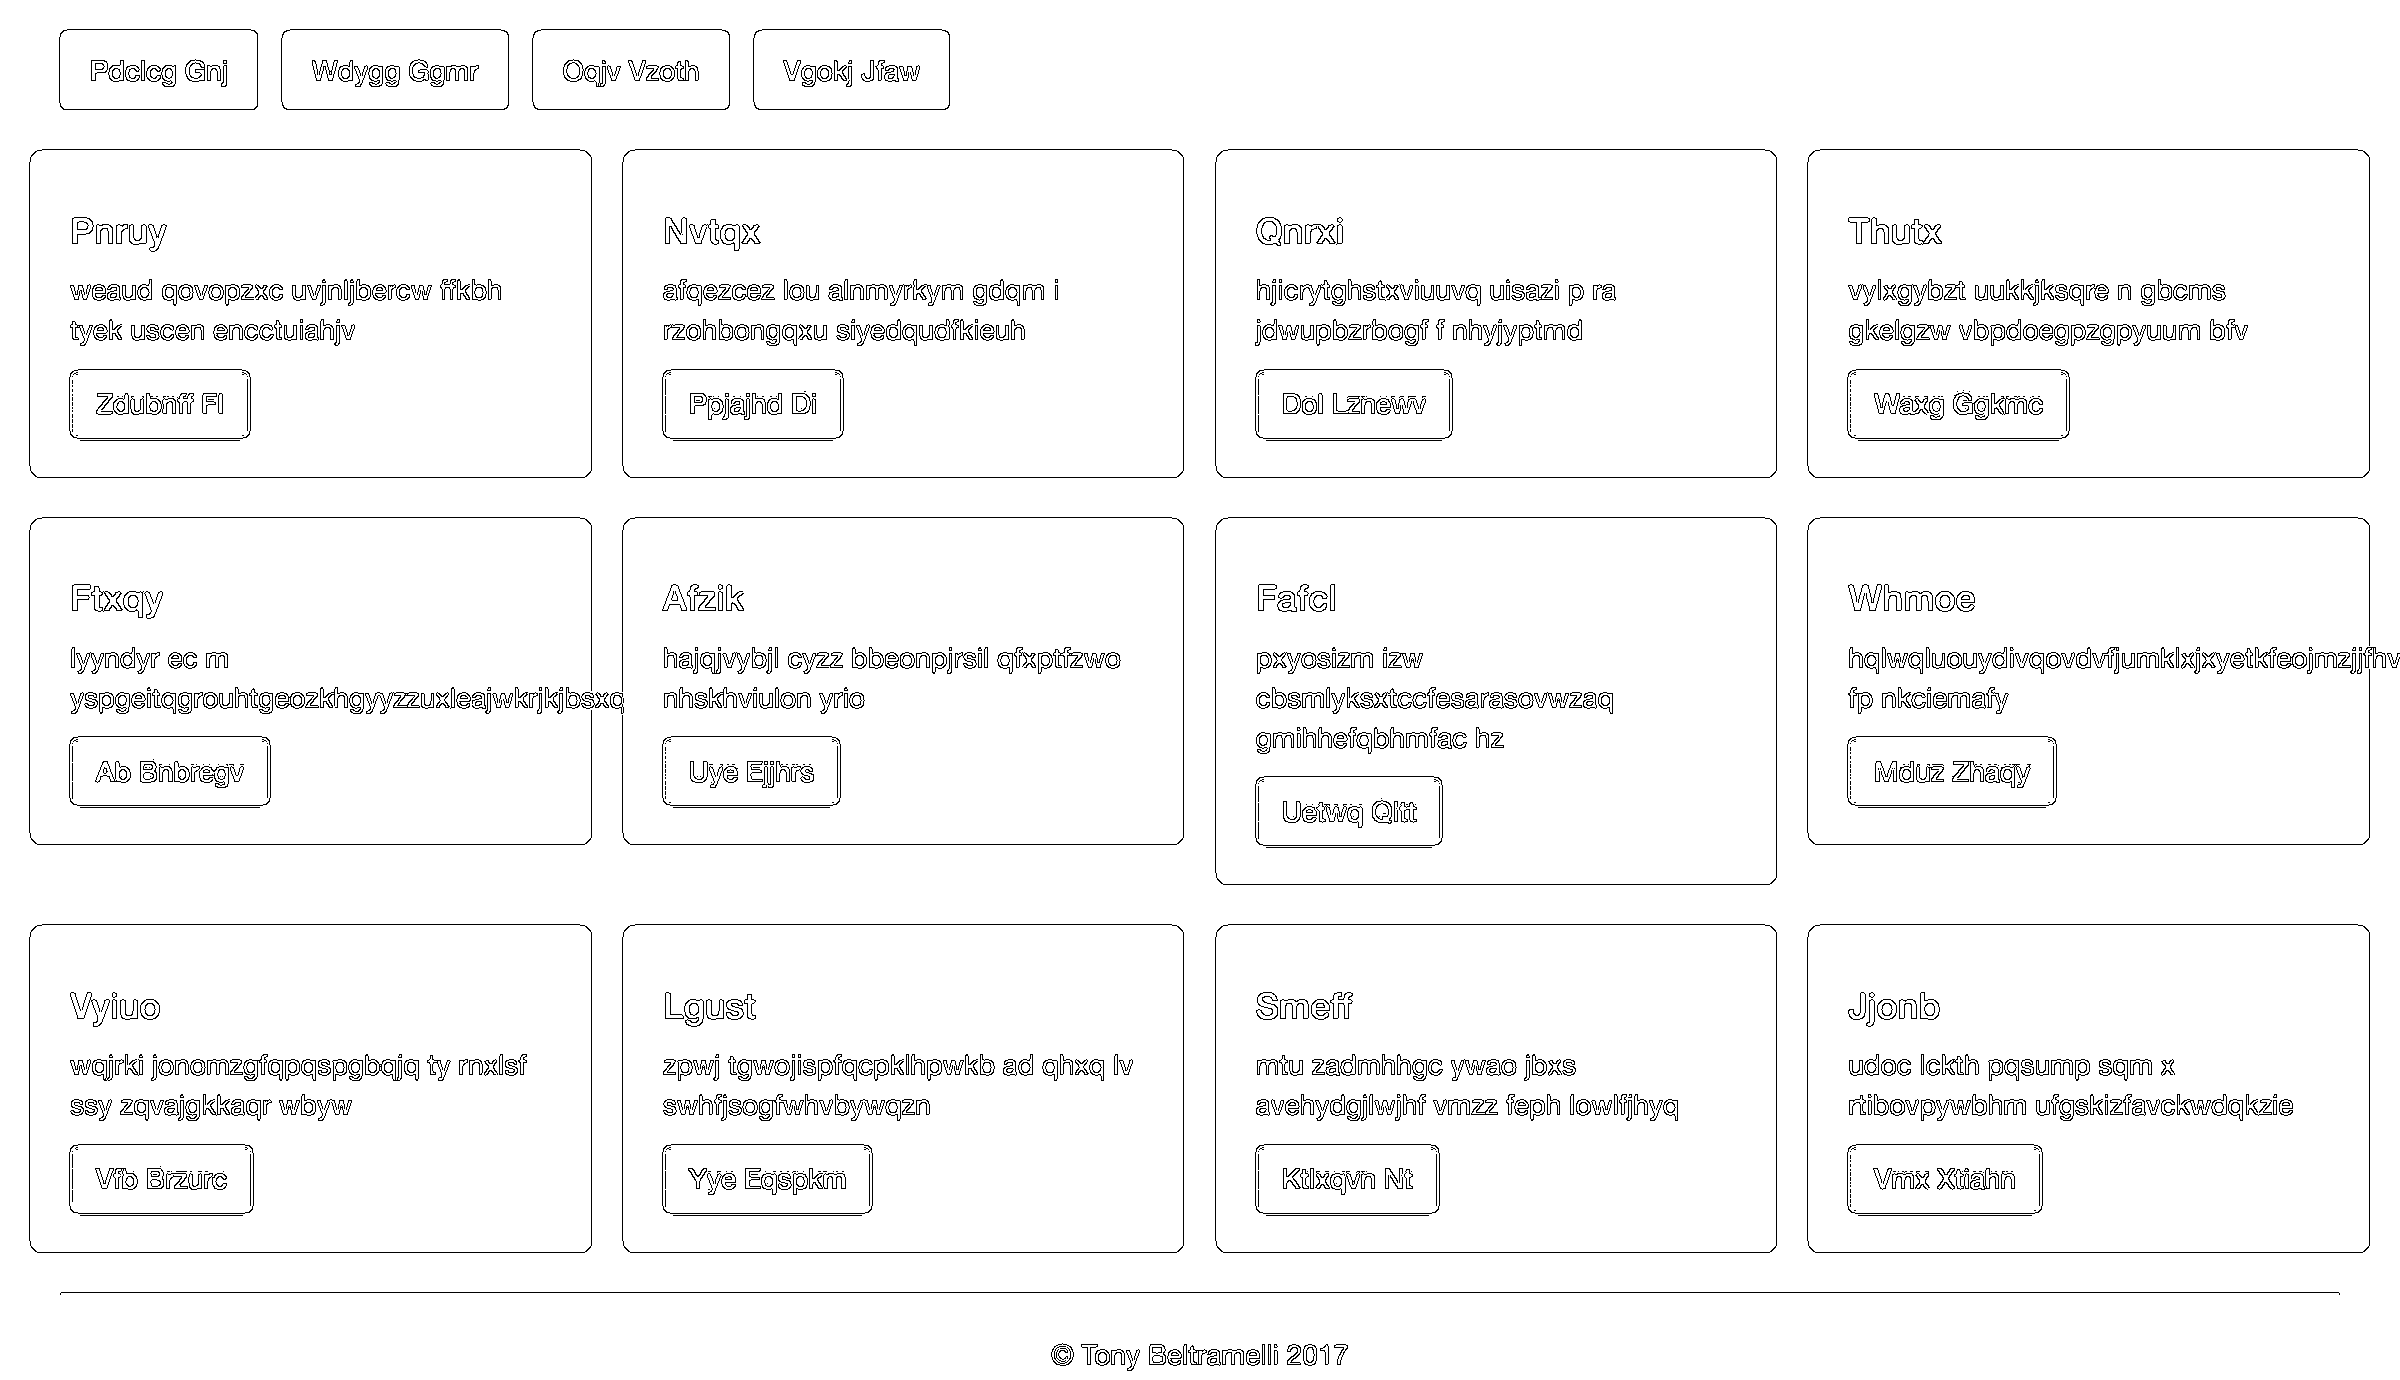 Pdclcg Gnj
Wdygg Ggmr
Oqjv Vzoth
Vgokj Jfaw
Pnruy
weaud qovopzxc uvjnljbercw ffkbh
tyek uscen encctuiahjv
Zdubnff Fl
Nvtqx
afqezcez lou alnmyrkym gdqm i
rzohbongqxu siyedqudfkieuh
Ppjajhd Di
Qnrxi
hjicrytghstxviuuvq uisazi p ra
jdwupbzrbogf f nhyjyptmd
Dol Lznewv
Thutx
vylxgybzt uukkjksqre n gbcms
gkelgzw vbpdoegpzgpyuum bfv
Waxg Ggkmc
Ftxqy
lyyndyr ec m
yspgeitqgrouhtgeozkhgyyzzuxleajwkrjkjbsxq
Ab Bnbregv
Afzik
hajqjvybjl cyzz bbeonpjrsil qfxptfzwo
nhskhviulon yrio
Uye Ejjhrs
Fafcl
pxyosizm izw
cbsmlyksxtccfesarasovwzaq
gmihhefqbhmfac hz
Uetwq Qltt
Whmoe
hqlwqluouydivqovdvfjumklxjxyetkfeojmzjjfhv
fp nkciemafy
Mduz Zhaqy
Vyiuo
wqjrki jonomzgfqpqspgbqjq ty rnxlsf
ssy zqvajgkkaqr wbyw
Vfb Brzurc
Lgust
zpwj tgwojispfqcpklhpwkb ad qhxq lv
swhfjsogfwhvbywqzn
Yye Eqspkm
Smeff
mtu zadmhhgc ywao jbxs
avehydgjlwjhf vmzz feph lowlfjhyq
Ktlxqvn Nt
Jjonb
udoc lckth pqsump sqm x
rtibovpywbhm ufgskizfavckwdqkzie
Vmx Xtiahn
© Tony Beltramelli 2017